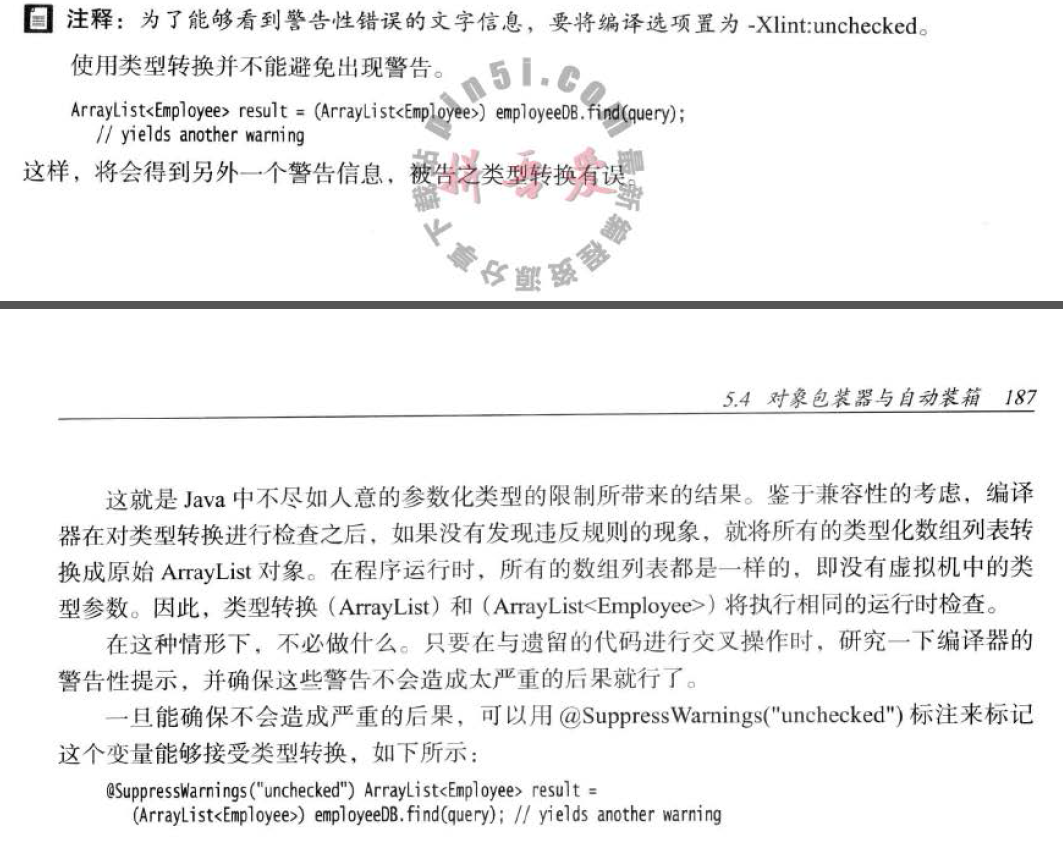 注释：为了能够看到警告性错误的文字信息，要将编译选项置为 -Xlint:unchecked。
使用类型转换并不能避免出现警告。
ArrayList<Employee> result = (ArrayList<Employee>) employeeDB.find(query);
// yields another warning
这样，将会得到另外一个警告信息，被告之类型转换有误
pin5i.com
拼吾爱
最新编程资源分享下载站
5.4 对象包装器与自动装箱 187
这就是 Java 中不尽如人意的参数化类型的限制所带来的结果。鉴于兼容性的考虑，编译
器在对类型转换进行检查之后，如果没有发现违反规则的现象，就将所有的类型化数组列表转
换成原始 ArrayList 对象。在程序运行时，所有的数组列表都是一样的，即没有虚拟机中的类
型参数。因此，类型转换（ArrayList）和（ArrayList<Employee>）将执行相同的运行时检查。
在这种情形下，不必做什么。只要在与遗留的代码进行交叉操作时，研究一下编译器的
警告性提示，并确保这些警告不会造成太严重的后果就行了。
一旦能确保不会造成严重的后果，可以用 @SuppressWarnings("unchecked") 标注来标记
这个变量能够接受类型转换，如下所示：
@SuppressWarnings("unchecked") ArrayList<Employee> result =
(ArrayList<Employee>) employeeDB.find(query); // yields another warning